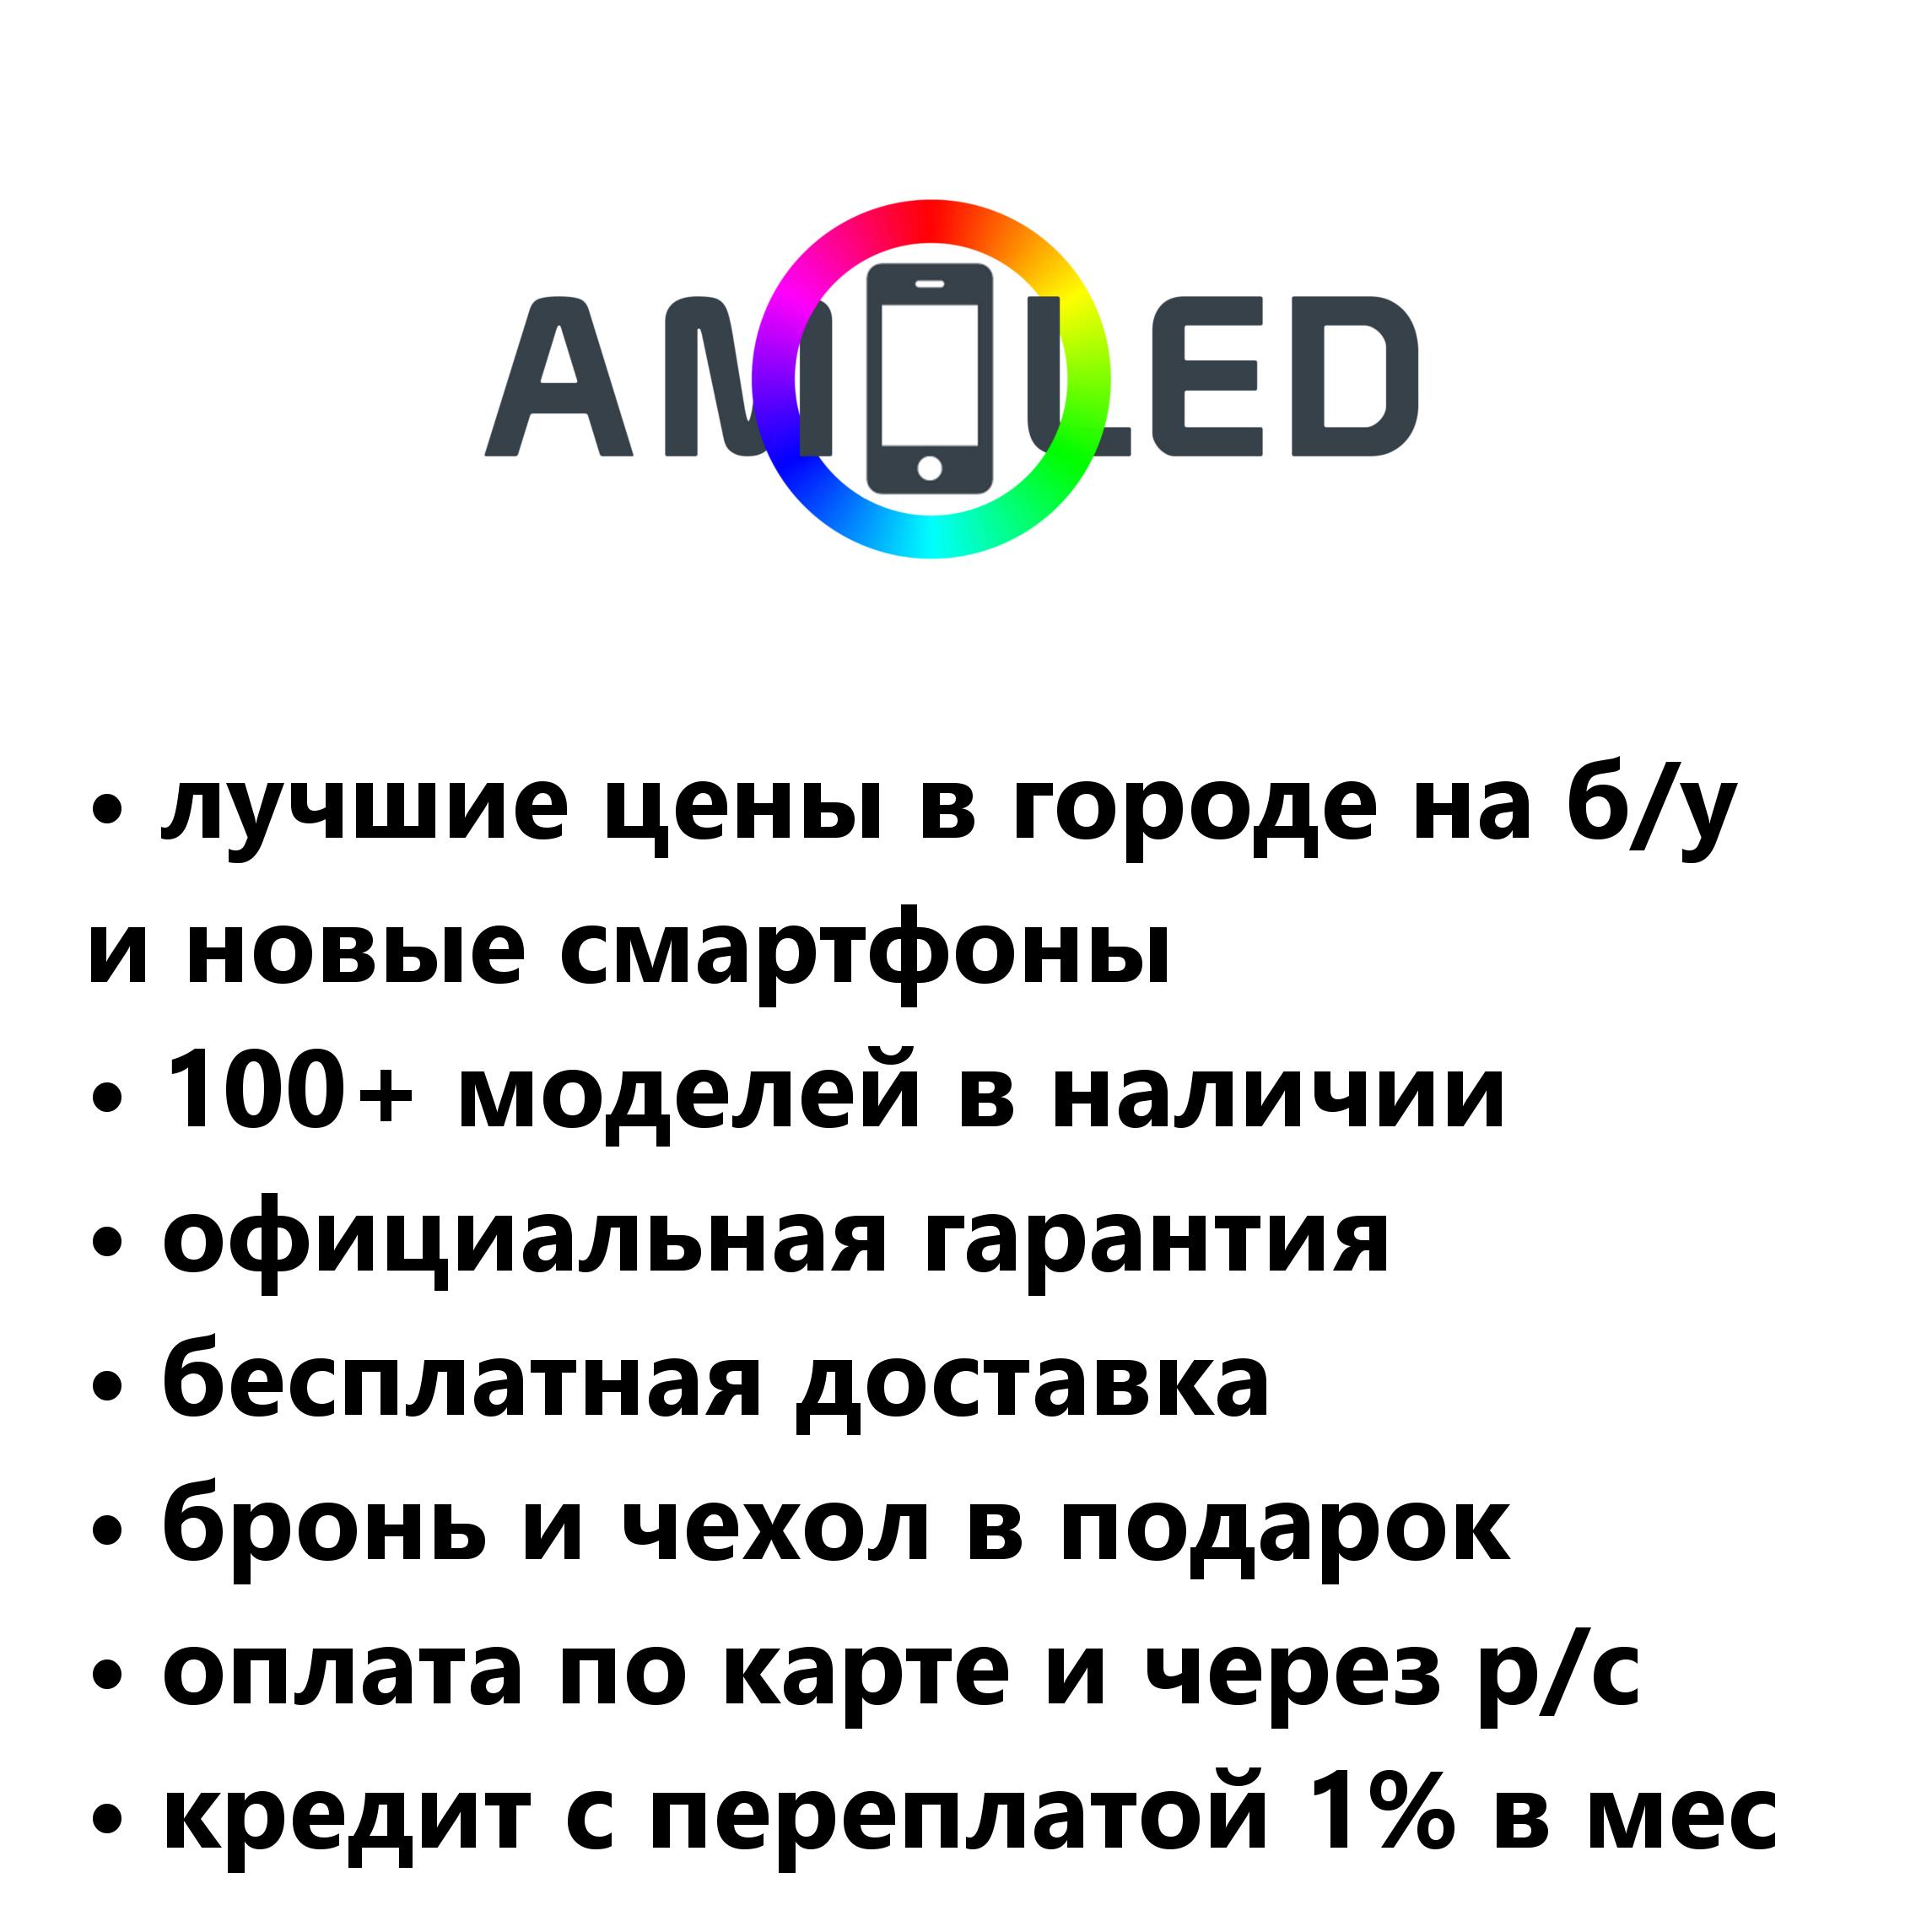 AMOLED
• лучшие цены в городе на б/у
и новые смартфоны
• 100+ моделей в наличии
• официальная гарантия
• бесплатная доставка
• бронь и чехол в подарок
• оплата по карте и через р/с
• кредит с переплатой 1% в мес